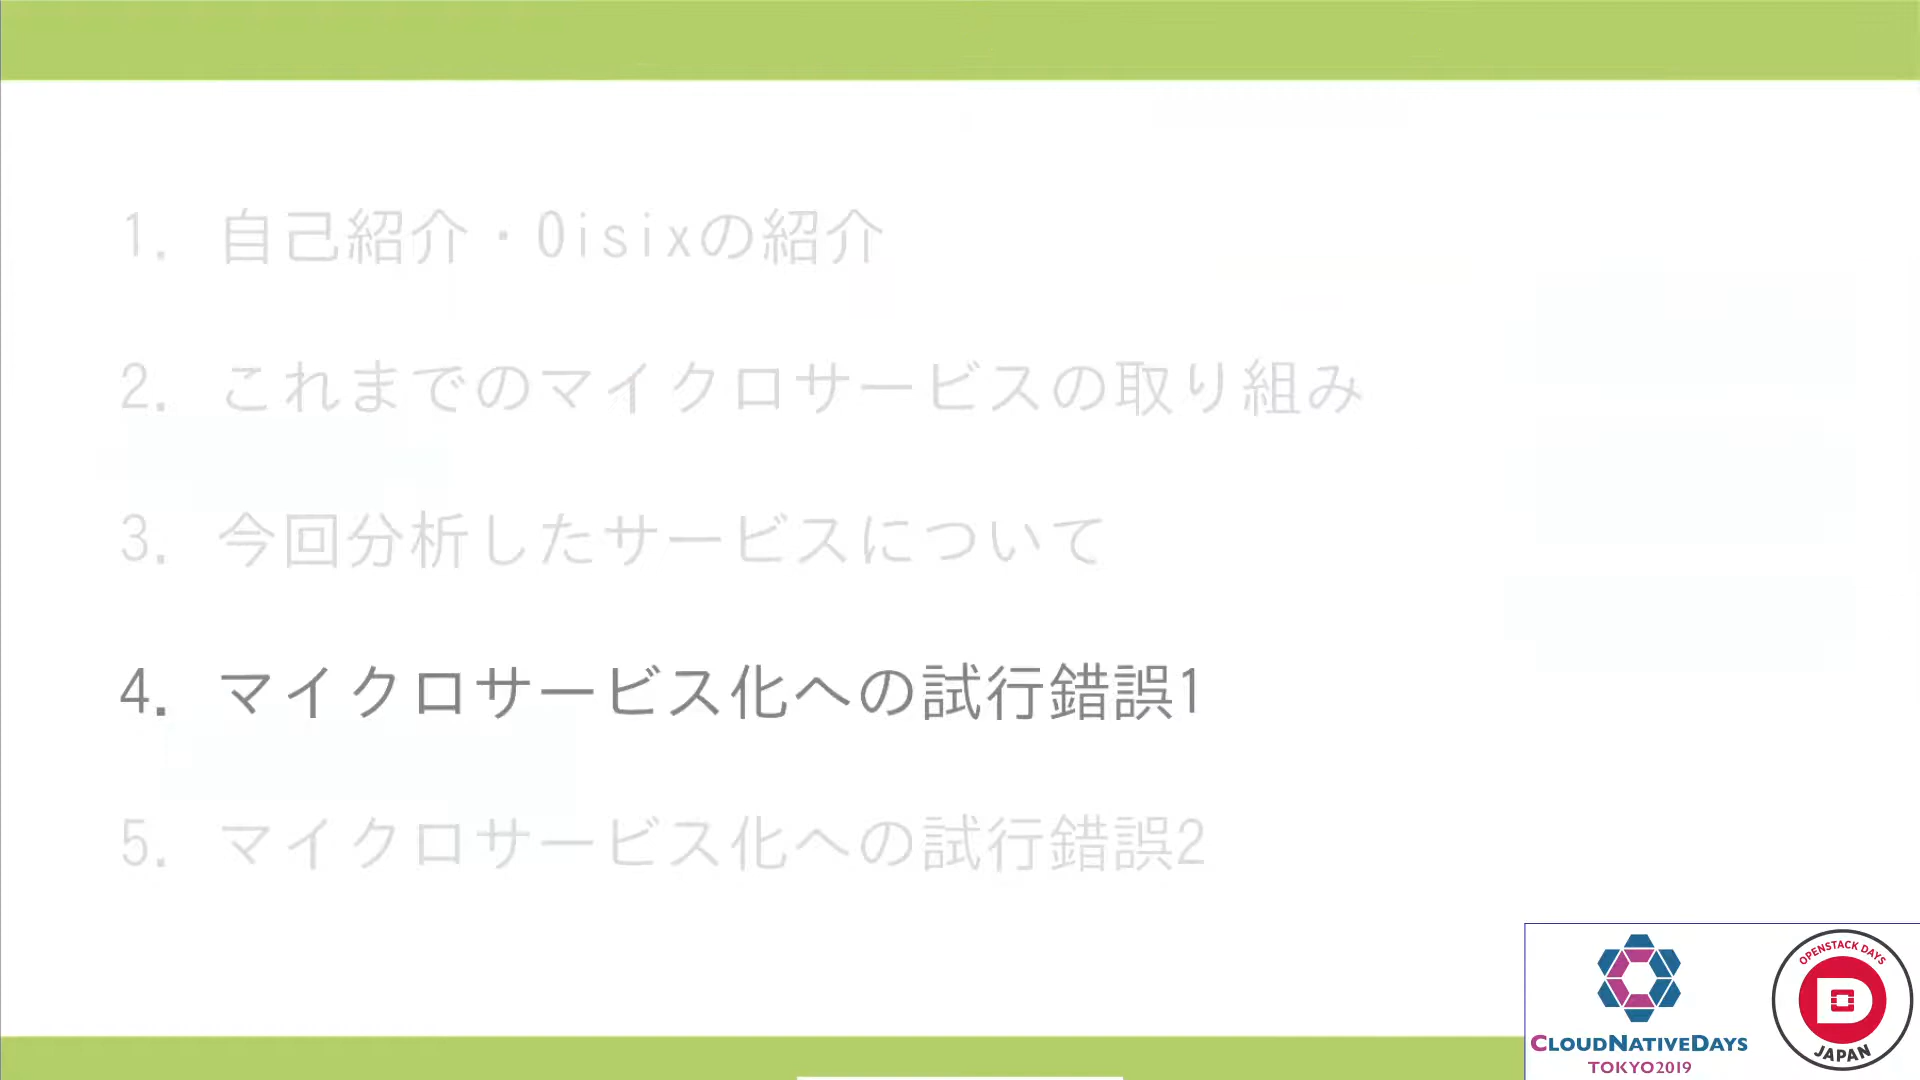 1. 自己紹介・Oisixの紹介
2. これまでのマイクロサービスの取り組み
3. 今回分析したサービスについて
4. マイクロサービス化への試行錯誤1
5. マイクロサービス化への試行錯誤2
CLOUDNATIVEDAYS
TOKYO2019
OPENSTACK DAYS
JAPAN